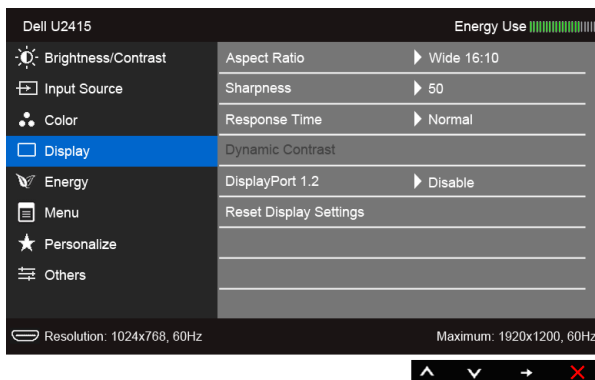 Dell U2415 Energy Use
Brightness/Contrast Aspect Ratio Wide 16:10
Input Source Sharpness 50
Color Response Time Normal
Display Dynamic Contrast
Energy DisplayPort 1.2 Disable
Menu Reset Display Settings
Personalize
Others
Resolution: 1024x768, 60Hz Maximum: 1920x1200, 60Hz